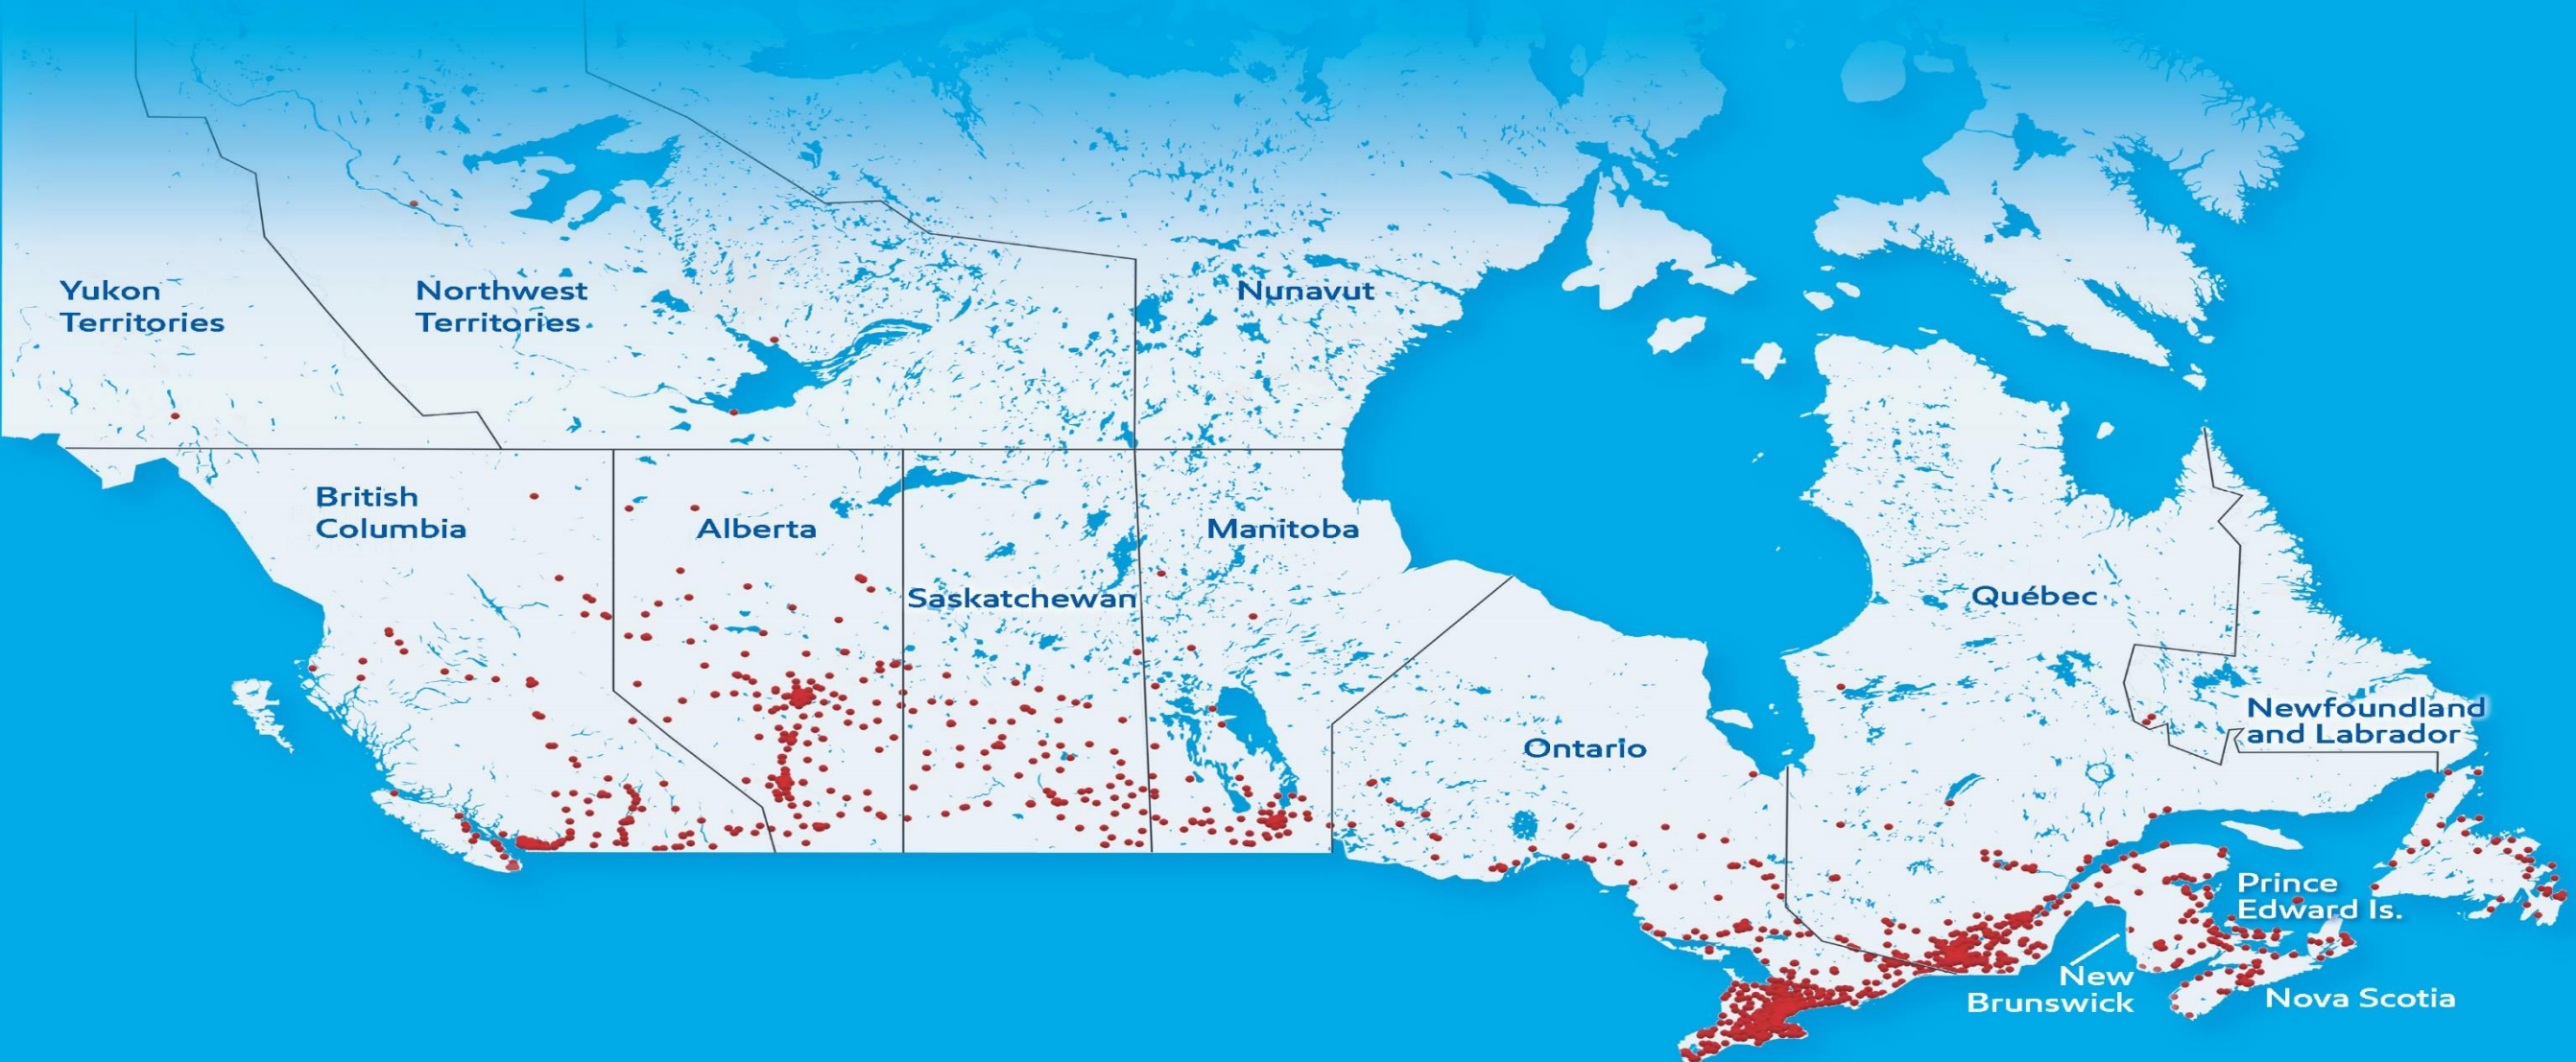 Yukon
Territories
Northwest
Territories
Nunavut
British
Columbia
Alberta
Saskatchewan
Manitoba
Ontario
Québec
Newfoundland
and Labrador
Prince
Edward Is.
New
Brunswick
Nova Scotia